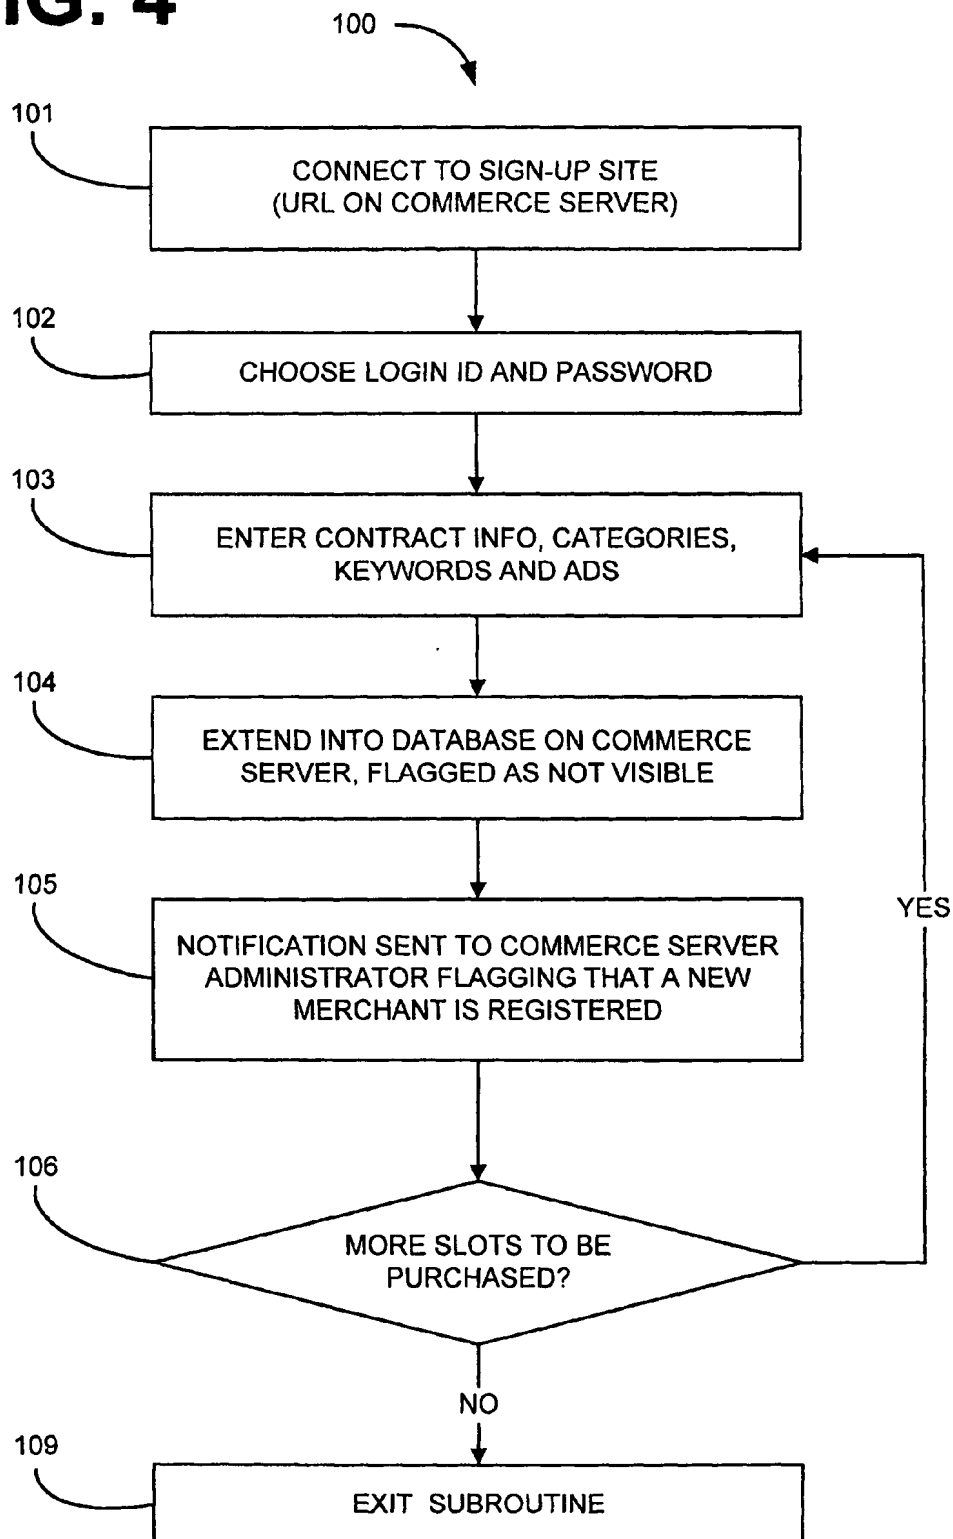 FIG. 4
100
101
CONNECT TO SIGN-UP SITE
(URL ON COMMERCE SERVER)
102
CHOOSE LOGIN ID AND PASSWORD
103
ENTER CONTRACT INFO, CATEGORIES,
KEYWORDS AND ADS
104
EXTEND INTO DATABASE ON COMMERCE
SERVER, FLAGGED AS NOT VISIBLE
105
NOTIFICATION SENT TO COMMERCE SERVER
ADMINISTRATOR FLAGGING THAT A NEW
MERCHANT IS REGISTERED
YES
106
MORE SLOTS TO BE
PURCHASED?
NO
109
EXIT SUBROUTINE